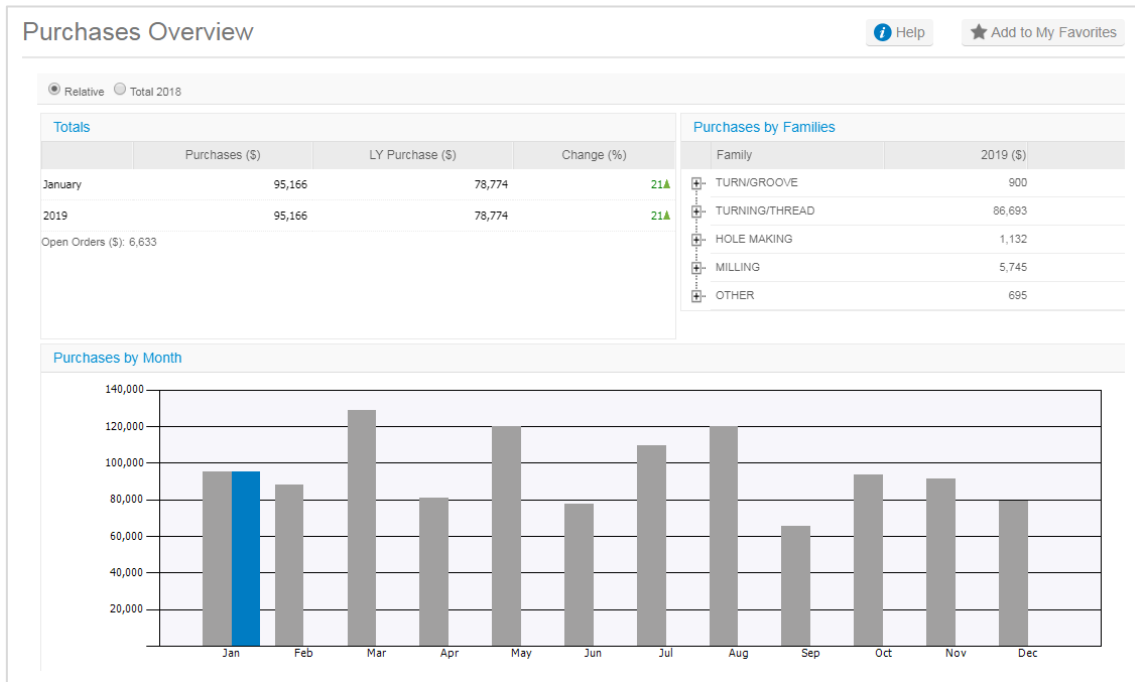 Purchases Overview
Help
Add to My Favorites
Relative Total 2018
Totals
Purchases ($) LY Purchase ($) Change (%)
January 95,166 78,774 21▲
2019 95,166 78,774 21▲
Open Orders ($): 6,633
Purchases by Families
Family 2019 ($)
TURN/GROOVE 900
TURNING/THREAD 86,693
HOLE MAKING 1,132
MILLING 5,745
OTHER 695
Purchases by Month
140,000
120,000
100,000
80,000
60,000
40,000
20,000
Jan Feb Mar Apr May Jun Jul Aug Sep Oct Nov Dec